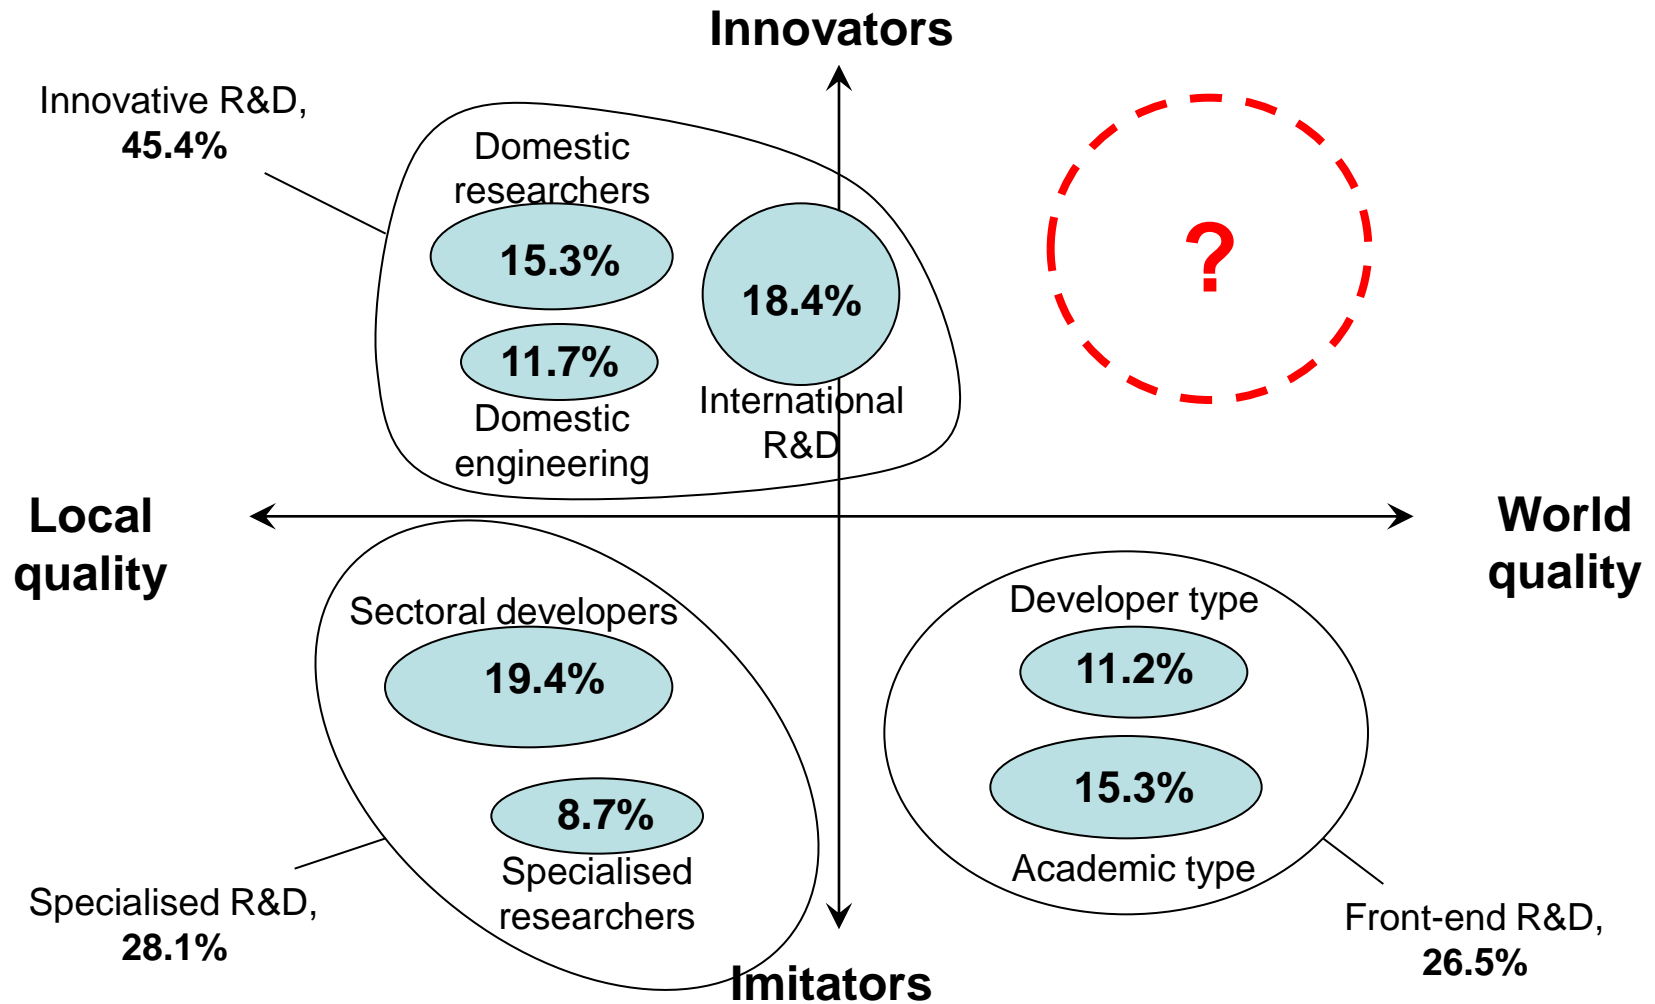 Innovators
Innovative R&D,
45.4%
Domestic
researchers
15.3%
18.4%
11.7%
International
R&D
Domestic
engineering
?
Local
quality
World
quality
Sectoral developers
19.4%
8.7%
Specialised
researchers
Developer type
11.2%
15.3%
Academic type
Specialised R&D,
28.1%
Front-end R&D,
26.5%
Imitators